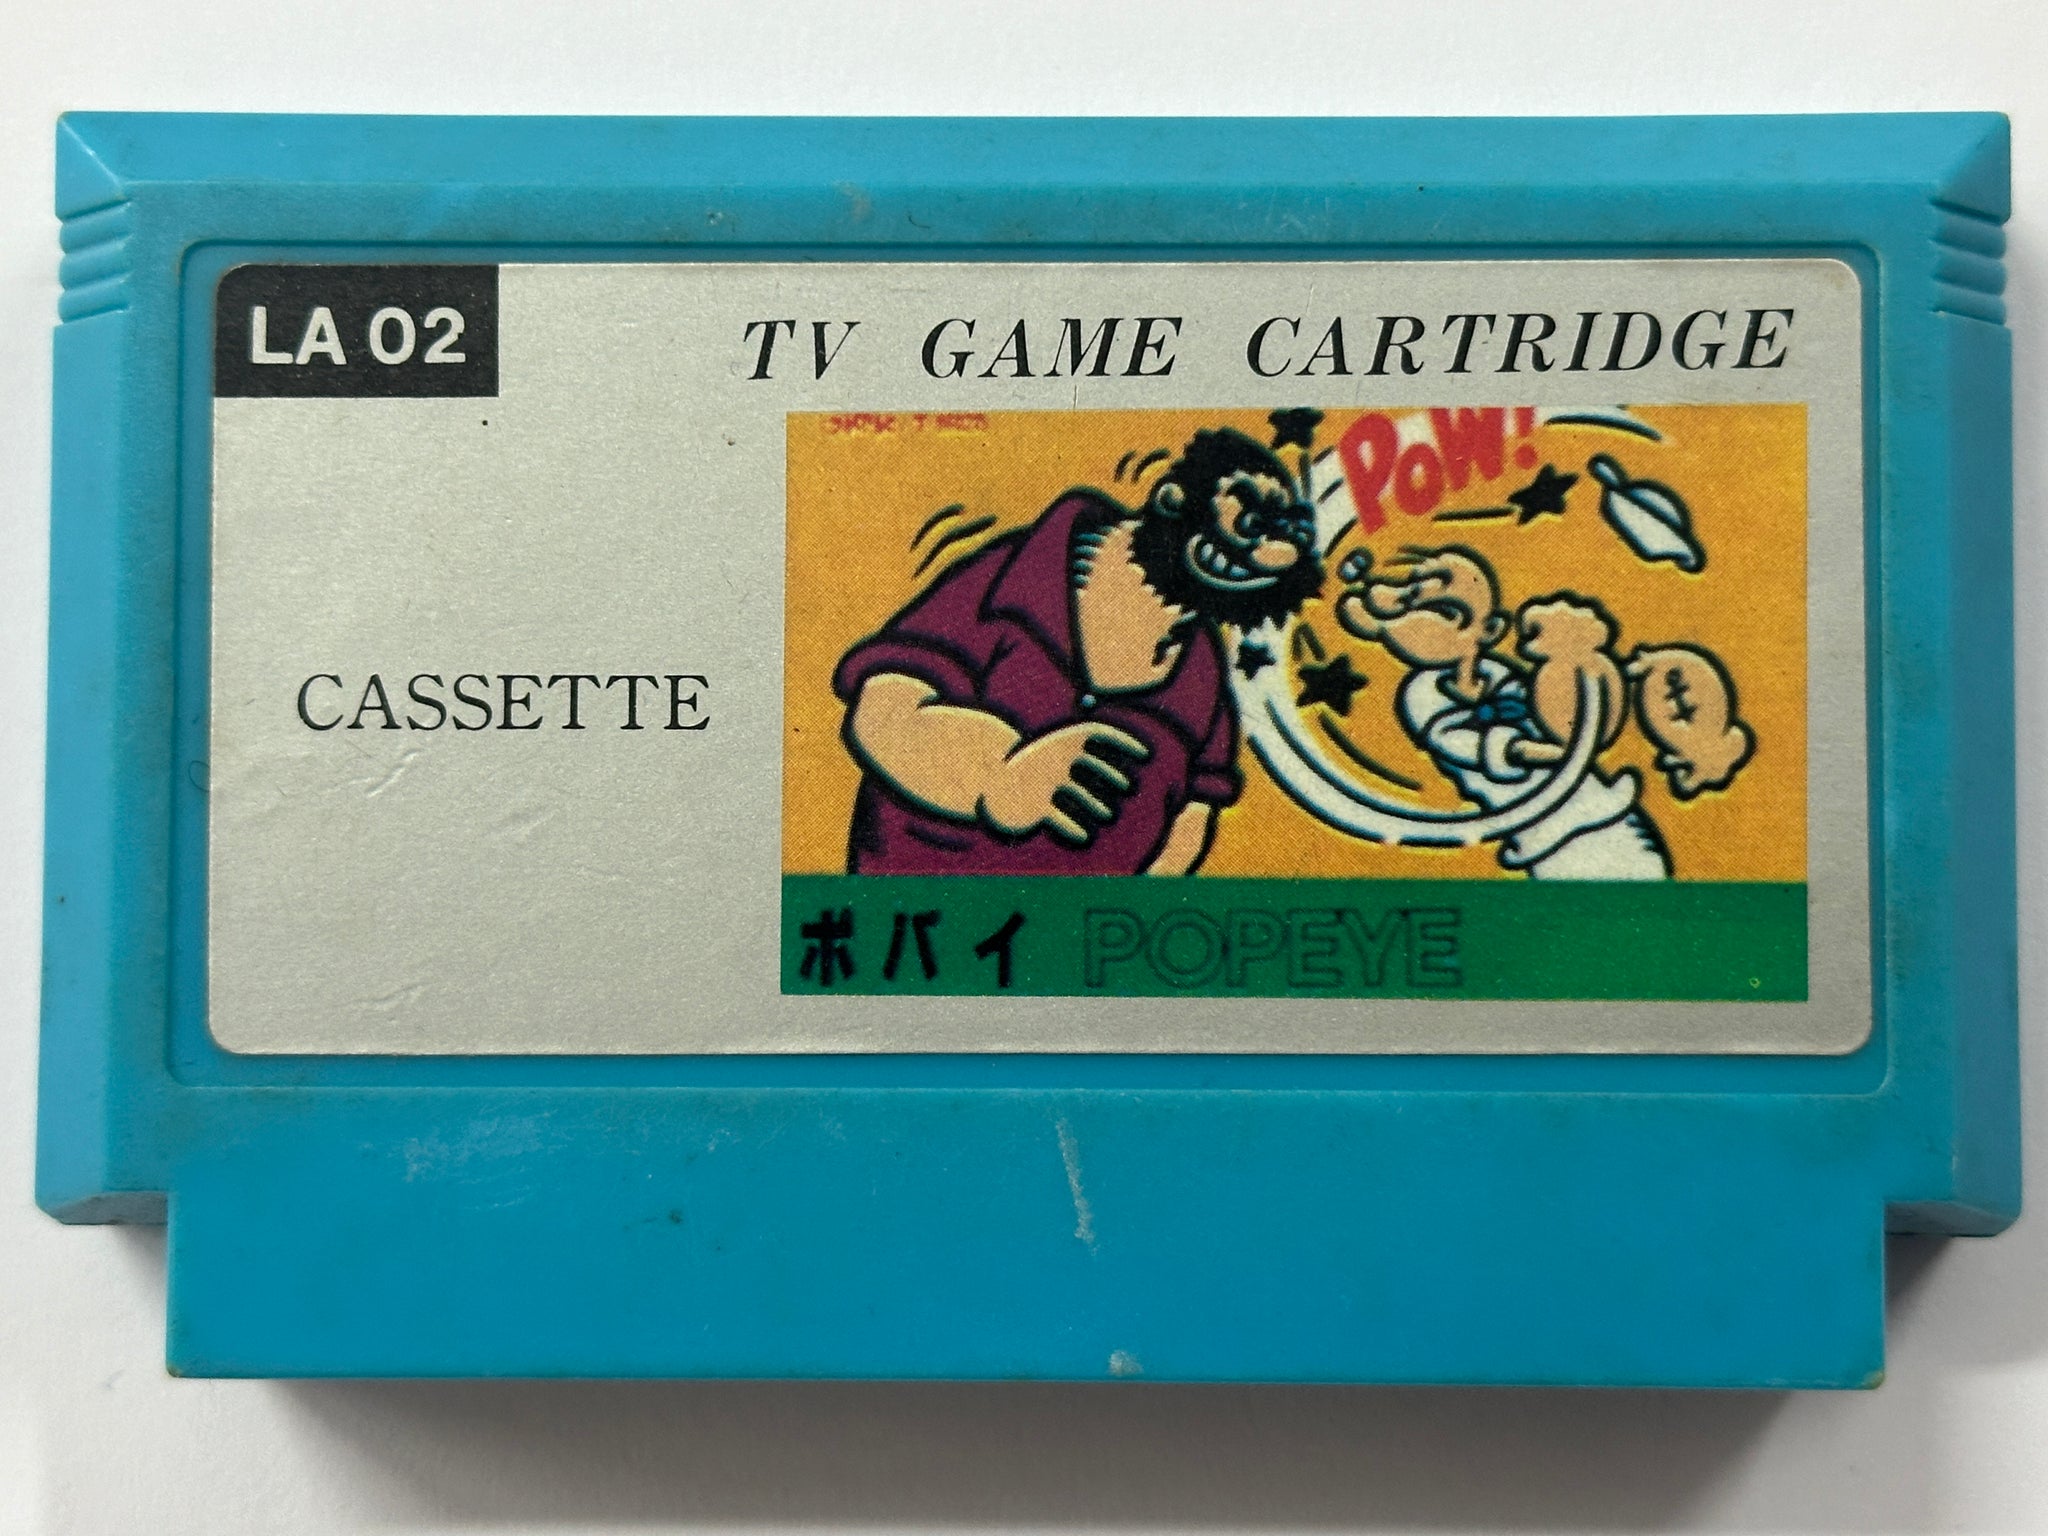 LA 02
TV GAME CARTRIDGE
POW!
CASSETTE
ポパイ POPEYE